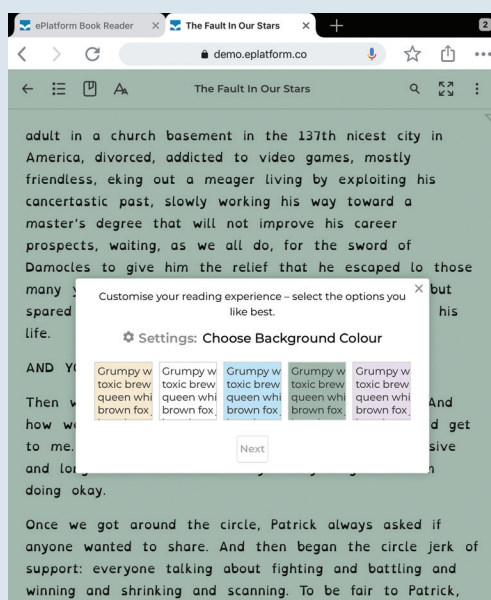 ePlatform Book Reader
The Fault In Our Stars
2
demo.eplatform.co
The Fault In Our Stars
adult in a church basement in the 137th nicest city in
America, divorced, addicted to video games, mostly
friendless, eking out a meager living by exploiting his
cancertastic past, slowly working his way toward a
master's degree that will not improve his career
prospects, waiting, as we all do, for the sword of
Damocles to give him the relief that he escaped lo those
many but
Customise your reading experience – select the options you
like best.
spared his
life.
Settings: Choose Background Colour
AND
Grumpy w Grumpy w Grumpy w Grumpy w Grumpy w
toxic brew toxic brew toxic brew toxic brew toxic brew
queen whi queen whi queen whi queen whi queen whi
brown fox brown fox brown fox brown fox brown fox
Then And
how get
Next
to me.
and
doing okay.
Once we got around the circle, Patrick always asked if
anyone wanted to share. And then began the circle jerk of
support: everyone talking about fighting and battling and
winning and shrinking and scanning. To be fair to Patrick,